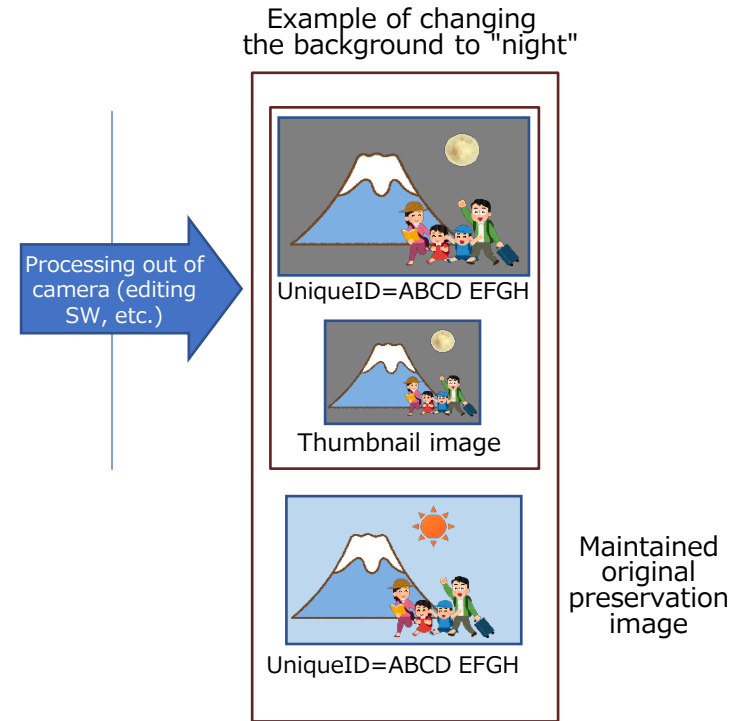 Example of changing
the background to "night"
Processing out of
camera (editing
SW, etc.)
UniqueID=ABCD EFGH
Thumbnail image
UniqueID=ABCD EFGH
Maintained
original
preservation
image